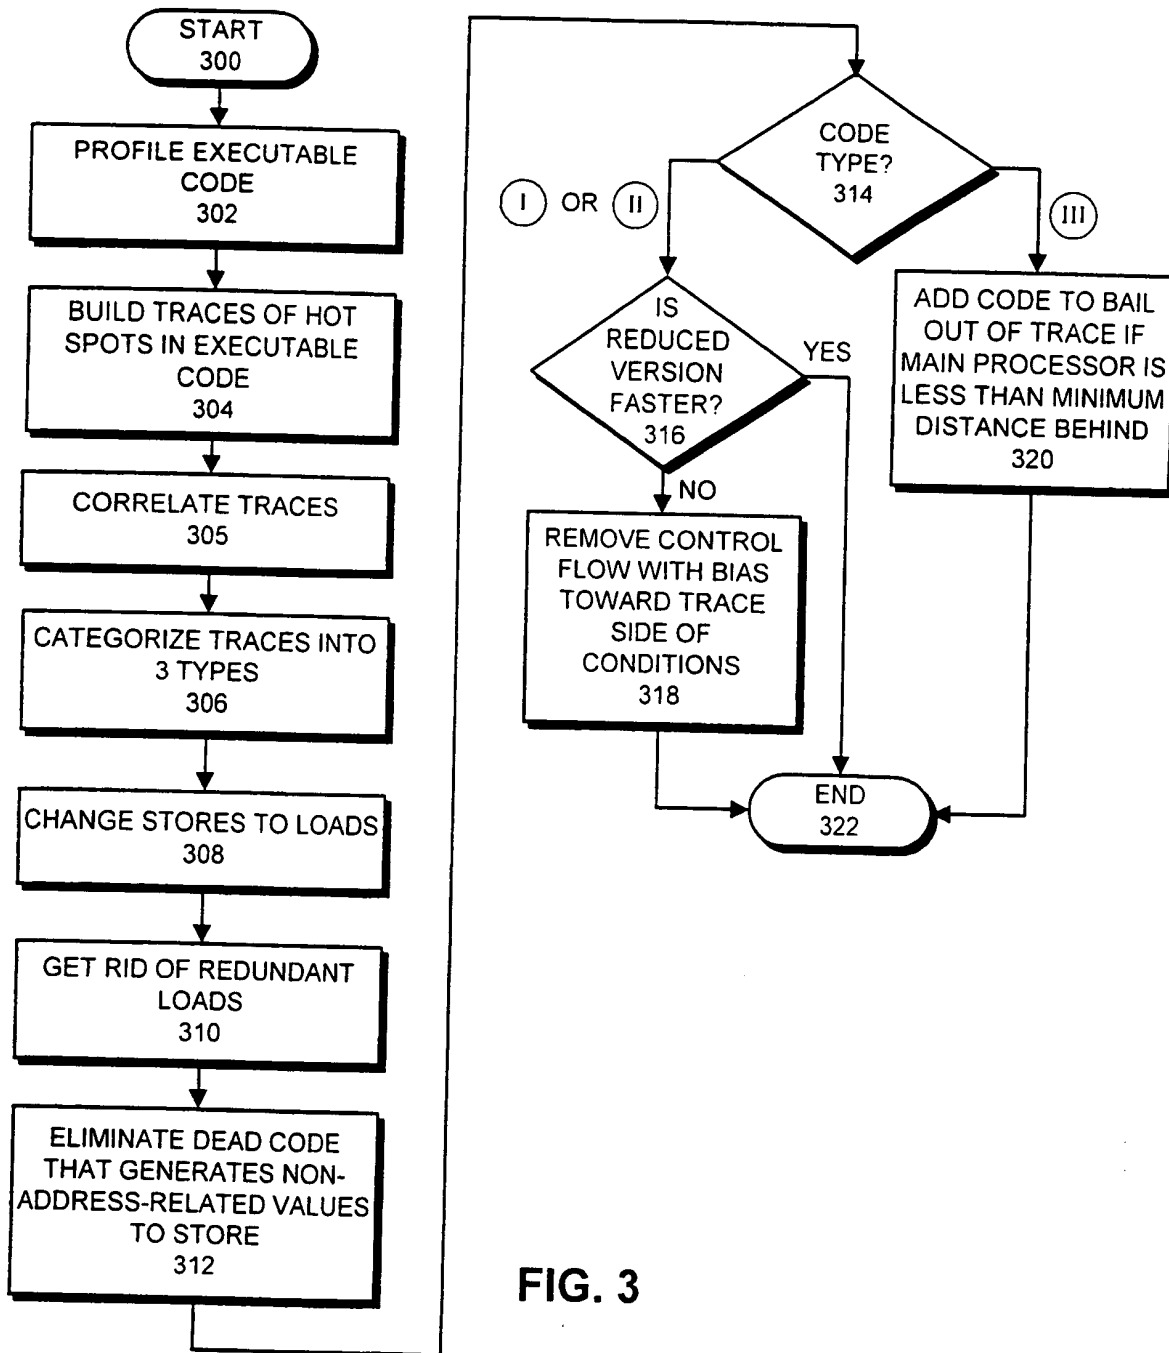 START
300
PROFILE EXECUTABLE
CODE
302
BUILD TRACES OF HOT
SPOTS IN EXECUTABLE
CODE
304
CORRELATE TRACES
305
CATEGORIZE TRACES INTO
3 TYPES
306
CHANGE STORES TO LOADS
308
GET RID OF REDUNDANT
LOADS
310
ELIMINATE DEAD CODE
THAT GENERATES NON-
ADDRESS-RELATED VALUES
TO STORE
312
CODE
TYPE?
314
I OR II
III
IS
REDUCED
VERSION
FASTER?
316
YES
NO
REMOVE CONTROL
FLOW WITH BIAS
TOWARD TRACE
SIDE OF
CONDITIONS
318
ADD CODE TO BAIL
OUT OF TRACE IF
MAIN PROCESSOR IS
LESS THAN MINIMUM
DISTANCE BEHIND
320
END
322
FIG. 3